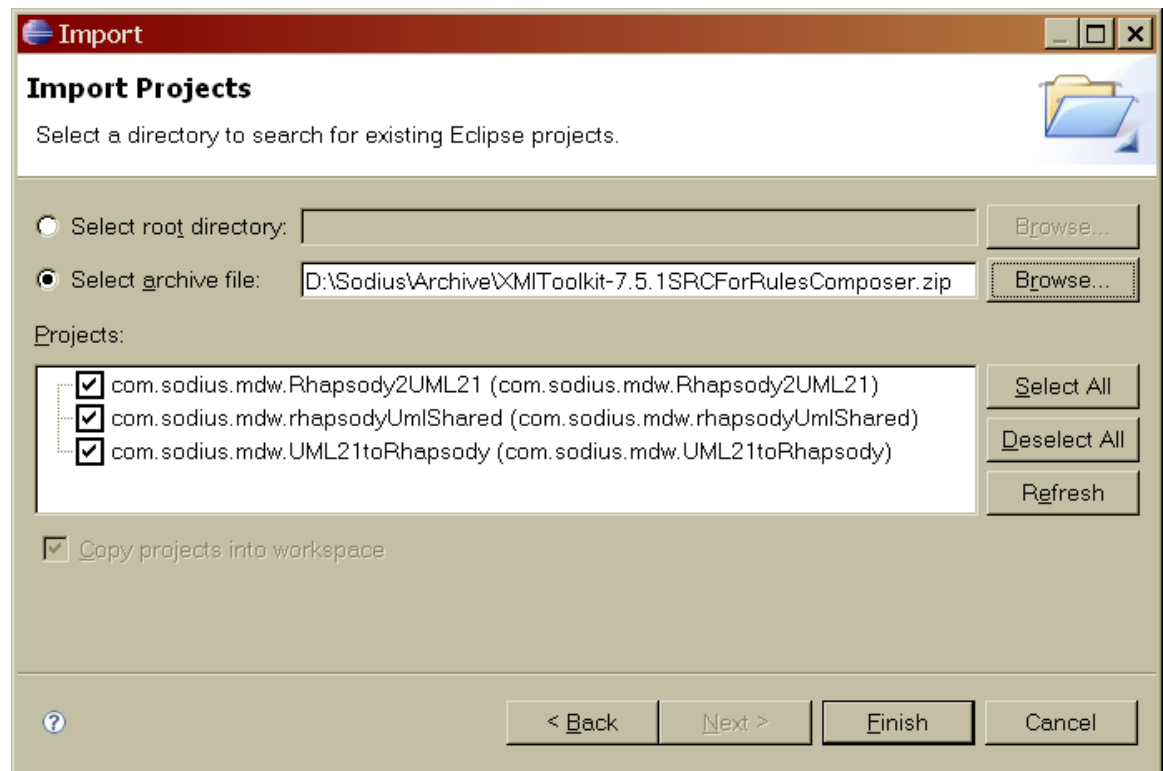 Import
Import Projects
Select a directory to search for existing Eclipse projects.
Select root directory: Browse...
Select archive file: D:\Sodius\Archive\XMIToolkit-7.5.1SRCForRulesComposer.zip Browse...
Projects:
com.sodius.mdw.Rhapsody2UML21 (com.sodius.mdw.Rhapsody2UML21) Select All
com.sodius.mdw.rhapsodyUmlShared (com.sodius.mdw.rhapsodyUmlShared)
com.sodius.mdw.UML21toRhapsody (com.sodius.mdw.UML21toRhapsody) Deselect All
Refresh
Copy projects into workspace
? < Back Next > Finish Cancel